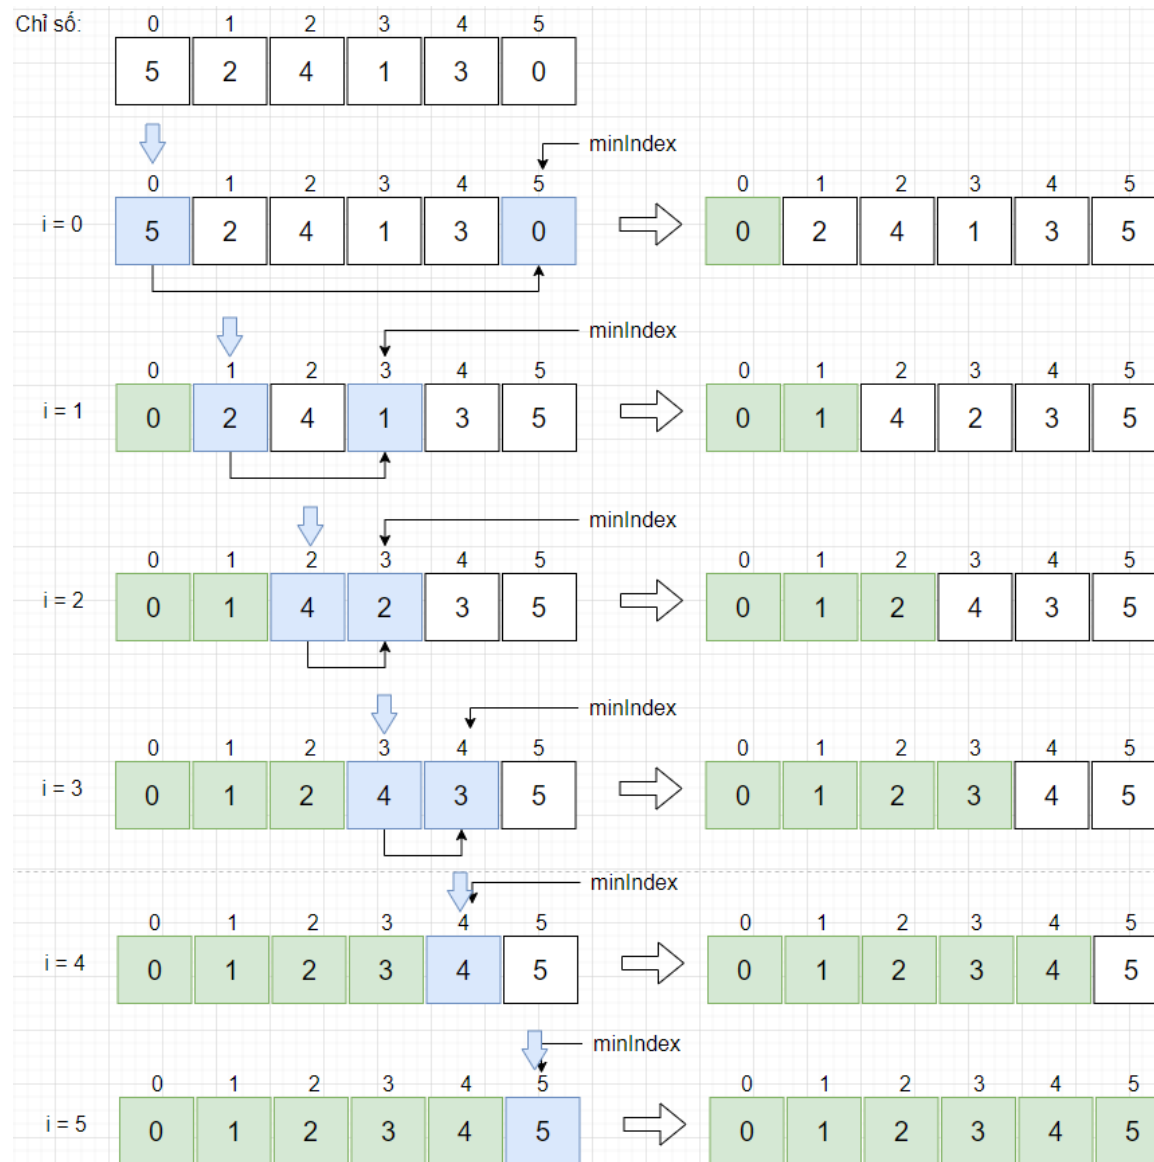 Chỉ số: 0 1 2 3 4 5
5 2 4 1 3 0
minIndex
0 1 2 3 4 5 0 1 2 3 4 5
i = 0 5 2 4 1 3 0 0 2 4 1 3 5
minIndex
0 1 2 3 4 5 0 1 2 3 4 5
i = 1 0 2 4 1 3 5 0 1 4 2 3 5
minIndex
0 1 2 3 4 5 0 1 2 3 4 5
i = 2 0 1 4 2 3 5 0 1 2 4 3 5
minIndex
0 1 2 3 4 5 0 1 2 3 4 5
i = 3 0 1 2 4 3 5 0 1 2 3 4 5
minIndex
0 1 2 3 4 5 0 1 2 3 4 5
i = 4 0 1 2 3 4 5 0 1 2 3 4 5
minIndex
0 1 2 3 4 5 0 1 2 3 4 5
i = 5 0 1 2 3 4 5 0 1 2 3 4 5